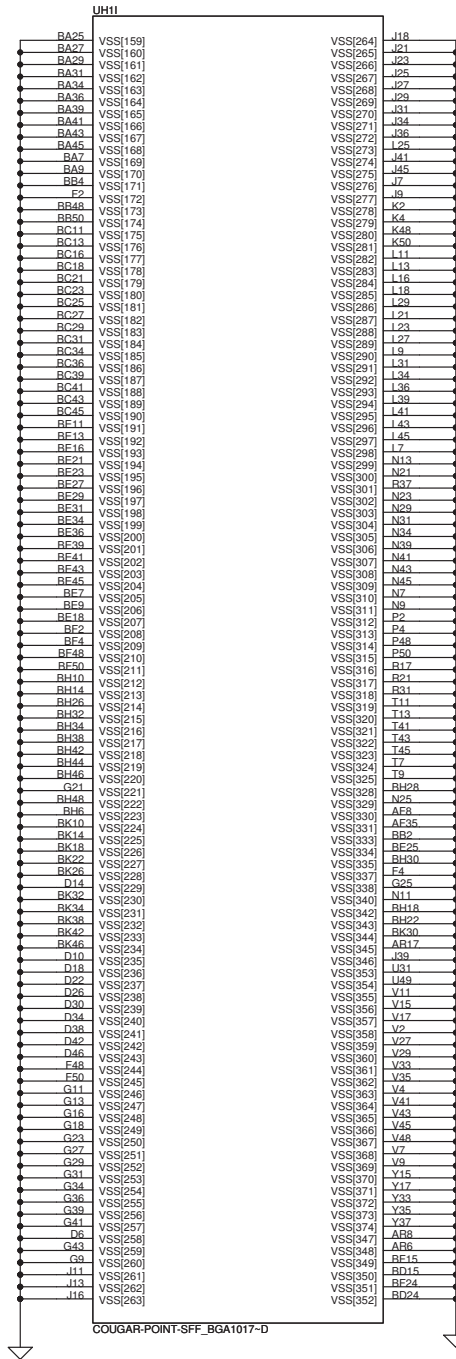 UH1I
BA25 VSS[159] VSS[264] J18
BA27 VSS[160] VSS[265] J21
BA29 VSS[161] VSS[266] J23
BA31 VSS[162] VSS[267] J25
BA34 VSS[163] VSS[268] J27
BA36 VSS[164] VSS[269] J29
BA39 VSS[165] VSS[270] J31
BA41 VSS[166] VSS[271] J34
BA43 VSS[167] VSS[272] J36
BA45 VSS[168] VSS[273] L25
BA7 VSS[169] VSS[274] J41
BA9 VSS[170] VSS[275] J45
BB4 VSS[171] VSS[276] J7
F2 VSS[172] VSS[277] J9
BB48 VSS[173] VSS[278] K2
BB50 VSS[174] VSS[279] K4
BC11 VSS[175] VSS[280] K48
BC13 VSS[176] VSS[281] K50
BC16 VSS[177] VSS[282] L11
BC18 VSS[178] VSS[283] L13
BC21 VSS[179] VSS[284] L16
BC23 VSS[180] VSS[285] L18
BC25 VSS[181] VSS[286] L29
BC27 VSS[182] VSS[287] L21
BC29 VSS[183] VSS[288] L23
BC31 VSS[184] VSS[289] L27
BC34 VSS[185] VSS[290] L9
BC36 VSS[186] VSS[291] L31
BC39 VSS[187] VSS[292] L34
BC41 VSS[188] VSS[293] L36
BC43 VSS[189] VSS[294] L39
BC45 VSS[190] VSS[295] L41
BE11 VSS[191] VSS[296] L43
BE13 VSS[192] VSS[297] L45
BE16 VSS[193] VSS[298] L7
BE21 VSS[194] VSS[299] N13
BE23 VSS[195] VSS[300] N21
BE27 VSS[196] VSS[301] R37
BE29 VSS[197] VSS[302] N23
BE31 VSS[198] VSS[303] N29
BE34 VSS[199] VSS[304] N31
BE36 VSS[200] VSS[305] N34
BE39 VSS[201] VSS[306] N39
BE41 VSS[202] VSS[307] N41
BE43 VSS[203] VSS[308] N43
BE45 VSS[204] VSS[309] N45
BE7 VSS[205] VSS[310] N7
BE9 VSS[206] VSS[311] N9
BE18 VSS[207] VSS[312] P2
BF2 VSS[208] VSS[313] P4
BF4 VSS[209] VSS[314] P48
BF48 VSS[210] VSS[315] P50
BF50 VSS[211] VSS[316] R17
BH10 VSS[212] VSS[317] R21
BH14 VSS[213] VSS[318] R31
BH26 VSS[214] VSS[319] T11
BH32 VSS[215] VSS[320] T13
BH34 VSS[216] VSS[321] T41
BH38 VSS[217] VSS[322] T43
BH42 VSS[218] VSS[323] T45
BH44 VSS[219] VSS[324] T7
BH46 VSS[220] VSS[325] T9
G21 VSS[221] VSS[328] BH28
BH48 VSS[222] VSS[329] N25
BH6 VSS[223] VSS[330] AF8
BK10 VSS[224] VSS[331] AF35
BK14 VSS[225] VSS[333] BB2
BK18 VSS[226] VSS[334] BE25
BK22 VSS[227] VSS[335] BH30
BK26 VSS[228] VSS[337] F4
D14 VSS[229] VSS[338] G25
BK32 VSS[230] VSS[340] N11
BK34 VSS[231] VSS[342] BH18
BK38 VSS[232] VSS[343] BH22
BK42 VSS[233] VSS[344] BK30
BK46 VSS[234] VSS[345] AR17
D10 VSS[235] VSS[346] J39
D18 VSS[236] VSS[353] U31
D22 VSS[237] VSS[354] U49
D26 VSS[238] VSS[355] V11
D30 VSS[239] VSS[356] V15
D34 VSS[240] VSS[357] V17
D38 VSS[241] VSS[358] V2
D42 VSS[242] VSS[359] V27
D46 VSS[243] VSS[360] V29
F48 VSS[244] VSS[361] V33
F50 VSS[245] VSS[362] V35
G11 VSS[246] VSS[363] V4
G13 VSS[247] VSS[364] V41
G16 VSS[248] VSS[365] V43
G18 VSS[249] VSS[366] V45
G23 VSS[250] VSS[367] V48
G27 VSS[251] VSS[368] V7
G29 VSS[252] VSS[369] V9
G31 VSS[253] VSS[370] Y15
G34 VSS[254] VSS[371] Y17
G36 VSS[255] VSS[372] Y33
G39 VSS[256] VSS[373] Y35
G41 VSS[257] VSS[374] Y37
D6 VSS[258] VSS[347] AR8
G43 VSS[259] VSS[348] AR6
G9 VSS[260] VSS[349] BF15
J11 VSS[261] VSS[350] BD15
J13 VSS[262] VSS[351] BF24
J16 VSS[263] VSS[352] BD24
COUGAR-POINT-SFF_BGA1017~D